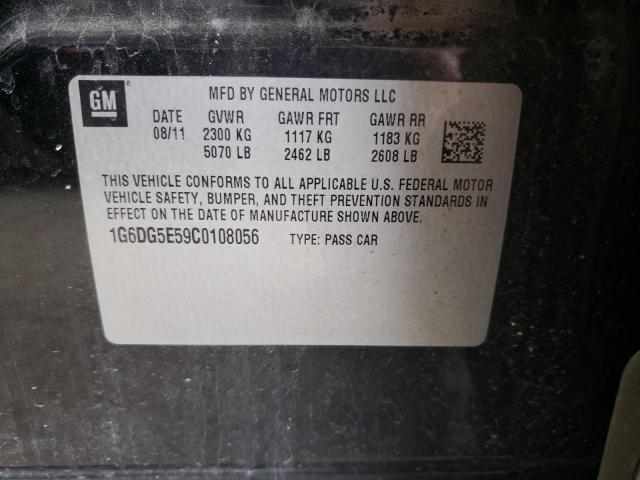 GM
MFD BY GENERAL MOTORS LLC
DATE GVWR GAWR FRT GAWR RR
08/11 2300 KG 1117 KG 1183 KG
5070 LB 2462 LB 2608 LB
THIS VEHICLE CONFORMS TO ALL APPLICABLE U.S. FEDERAL MOTOR
VEHICLE SAFETY, BUMPER, AND THEFT PREVENTION STANDARDS IN
EFFECT ON THE DATE OF MANUFACTURE SHOWN ABOVE.
1G6DG5E59C0108056 TYPE: PASS CAR